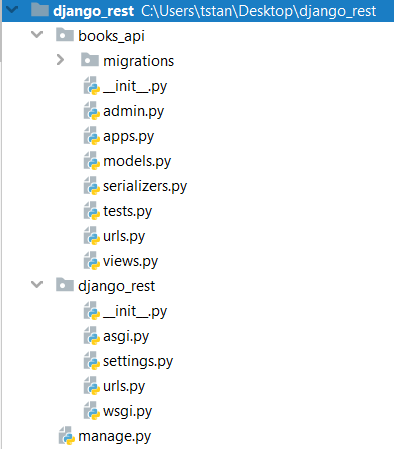 django_rest C:\Users\tstan\Desktop\django_rest
books_api
migrations
__init__.py
admin.py
apps.py
models.py
serializers.py
tests.py
urls.py
views.py
django_rest
__init__.py
asgi.py
settings.py
urls.py
wsgi.py
manage.py